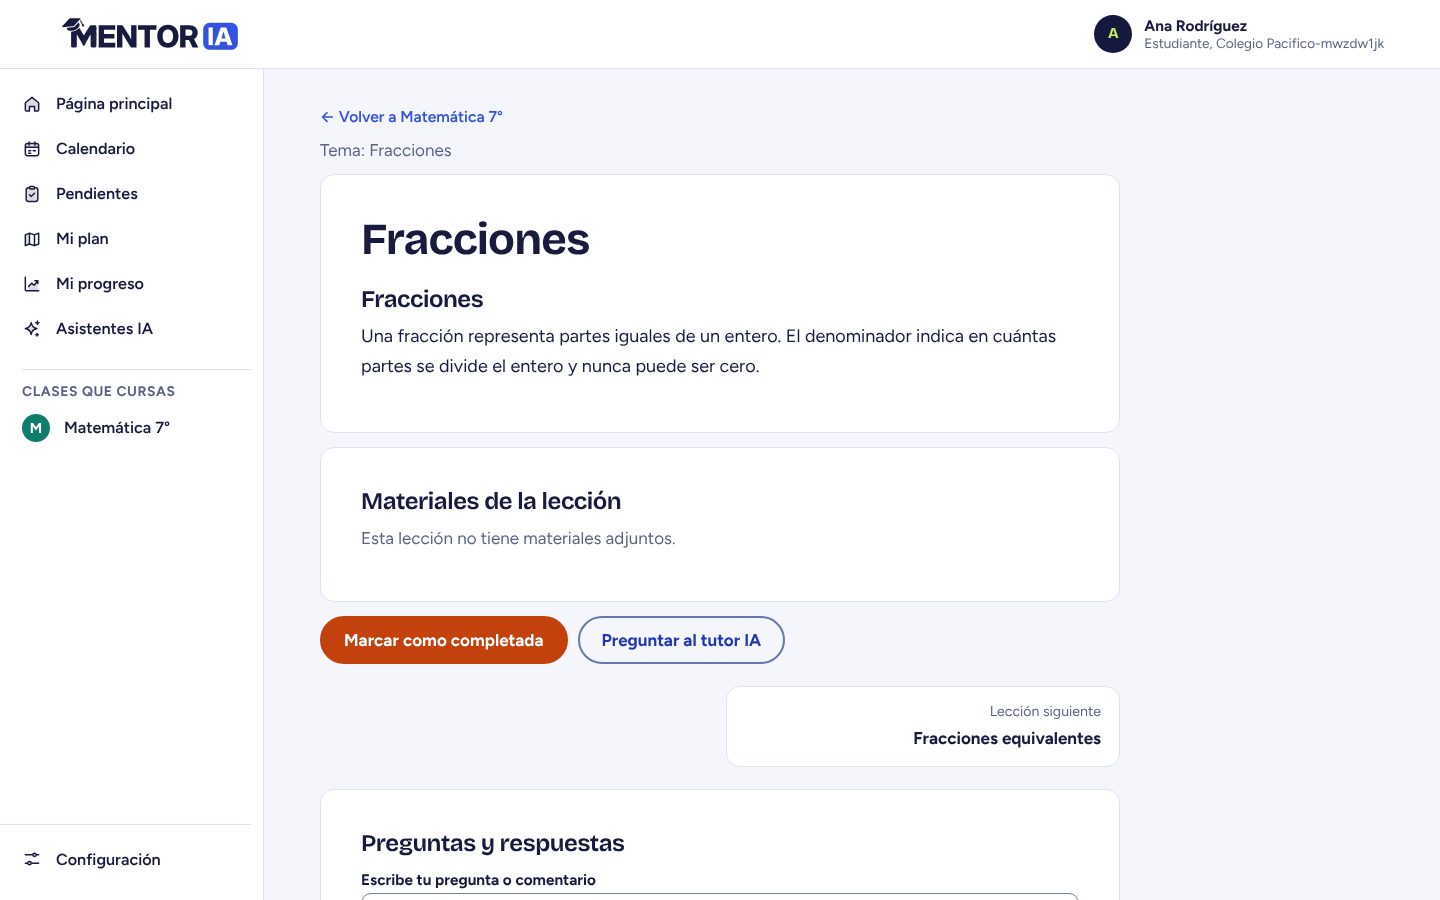 MENTOR IA
A
Ana Rodríguez
Estudiante, Colegio Pacifico-mwzdw1jk
Página principal
Calendario
Pendientes
Mi plan
Mi progreso
Asistentes IA
CLASES QUE CURSAS
M
Matemática 7°
Configuración
← Volver a Matemática 7°
Tema: Fracciones
Fracciones
Fracciones
Una fracción representa partes iguales de un entero. El denominador indica en cuántas
partes se divide el entero y nunca puede ser cero.
Materiales de la lección
Esta lección no tiene materiales adjuntos.
Marcar como completada
Preguntar al tutor IA
Lección siguiente
Fracciones equivalentes
Preguntas y respuestas
Escribe tu pregunta o comentario